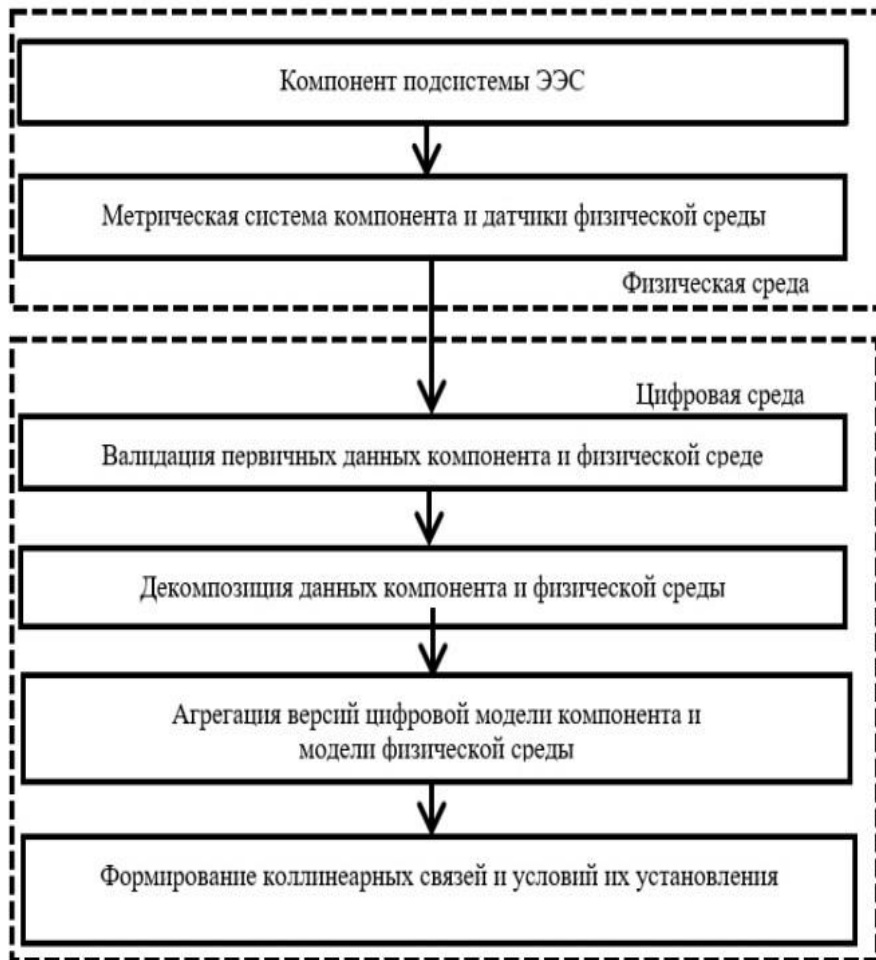 Компонент подсистемы ЭЭС
Метрическая система компонента и датчики физической среды
Физическая среда
Цифровая среда
Валидация первичных данных компонента и физической среде
Декомпозиция данных компонента и физической среды
Агрегация версий цифровой модели компонента и
модели физической среды
Формирование коллинеарных связей и условий их установления